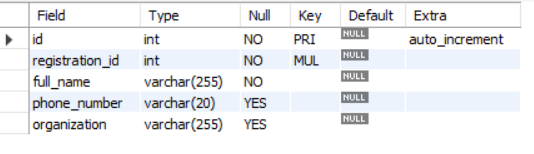 Field Type Null Key Default Extra
id int NO PRI NULL auto_increment
registration_id int NO MUL NULL
full_name varchar(255) NO NULL
phone_number varchar(20) YES NULL
organization varchar(255) YES NULL